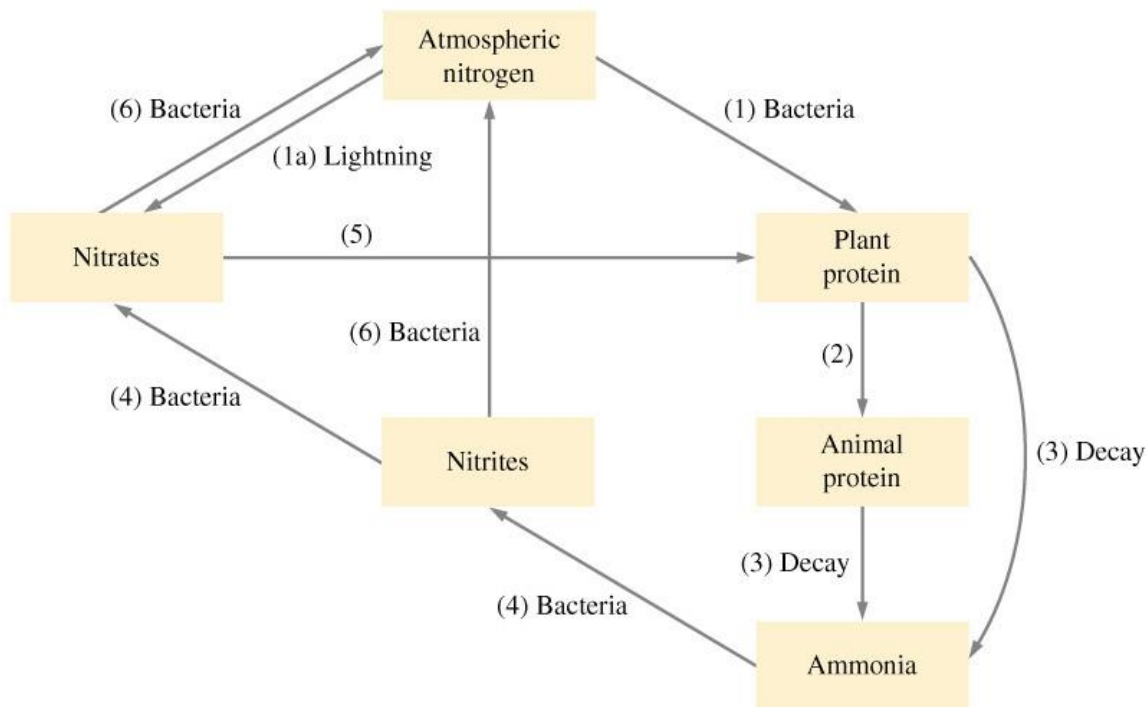 Atmospheric
nitrogen
(6) Bacteria
(1) Bacteria
(1a) Lightning
Nitrates
(5)
Plant
protein
(6) Bacteria
(2)
(4) Bacteria
Nitrites
Animal
protein
(3) Decay
(3) Decay
(4) Bacteria
Ammonia